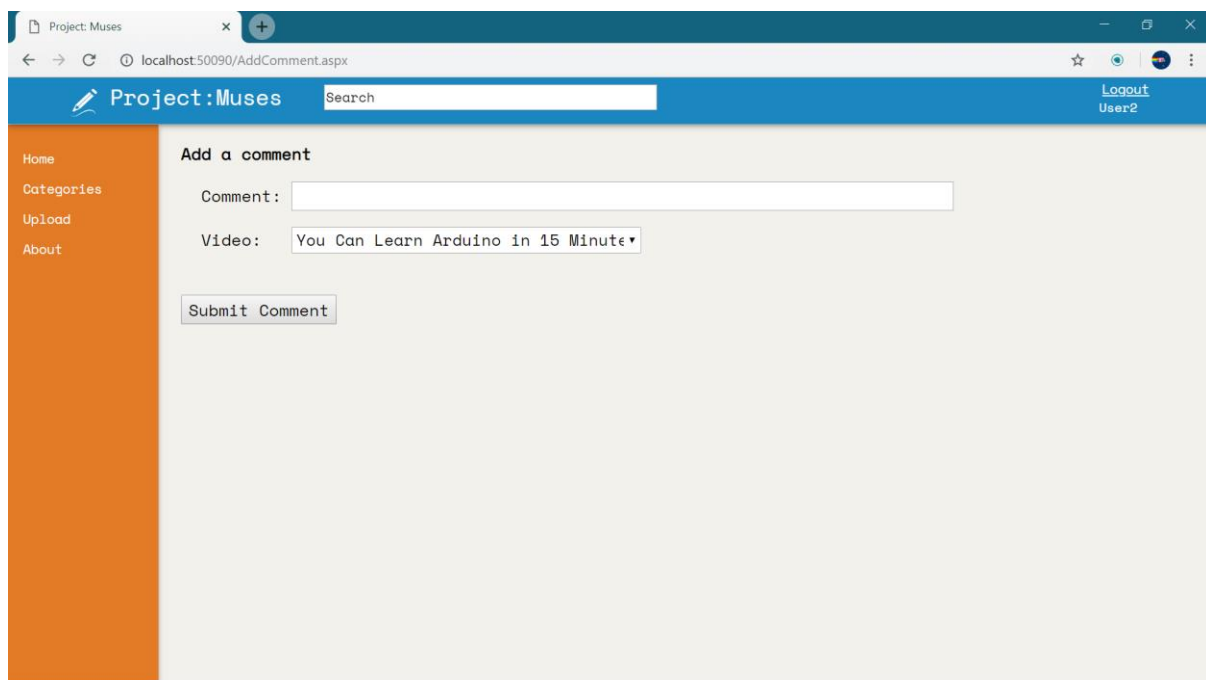 Project: Muses
localhost:50090/AddComment.aspx
Project:Muses
Search
Logout
User2
Home
Categories
Upload
About
Add a comment
Comment:
Video:
You Can Learn Arduino in 15 Minute
Submit Comment